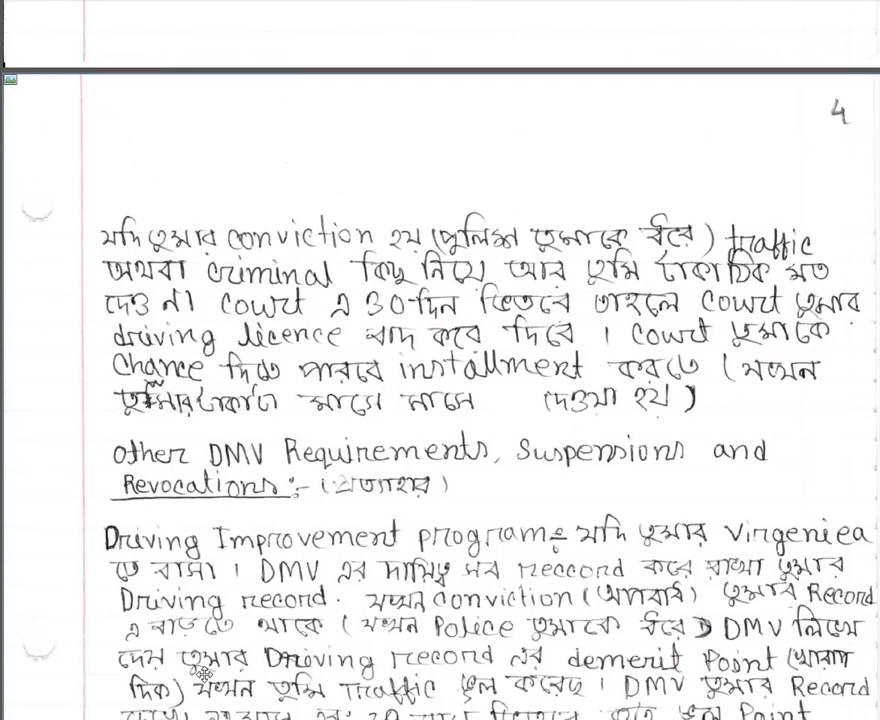 4
যদি তুমার conviction হয় (পুলিশ তুমাকে ধরে) traffic
অথবা criminal কিছু নিয়ে আর তুমি টাকা ঠিক মত
দেও না court এ 30 দিন ভিতরে তাহলে court তুমার
driving licence বাদ করে দিবে । court তুমাকে
chance দিতে পারবে installment করতে (যখন
তুমার টাকাটা মাসে মাসে দেওয়া হয়)
other DMV Requirements, Suspensions and
Revocations :- (প্রত্যাহার)
Driving Improvement program : যদি তুমার Virgeniea
তে বাসা । DMV এর দায়িত্ব সব reccord করে রাখা তুমার
Driving record. যখন conviction (অপরাধ) তুমার Record
এ বাড়তে থাকে (যখন Police তুমাকে ধরে) DMV লিখে
দেয় তুমার Driving record এর demerit Point (খারাপ
দিক) যখন তুমি Traffic ভুল করেছ । DMV তুমার Record
Point